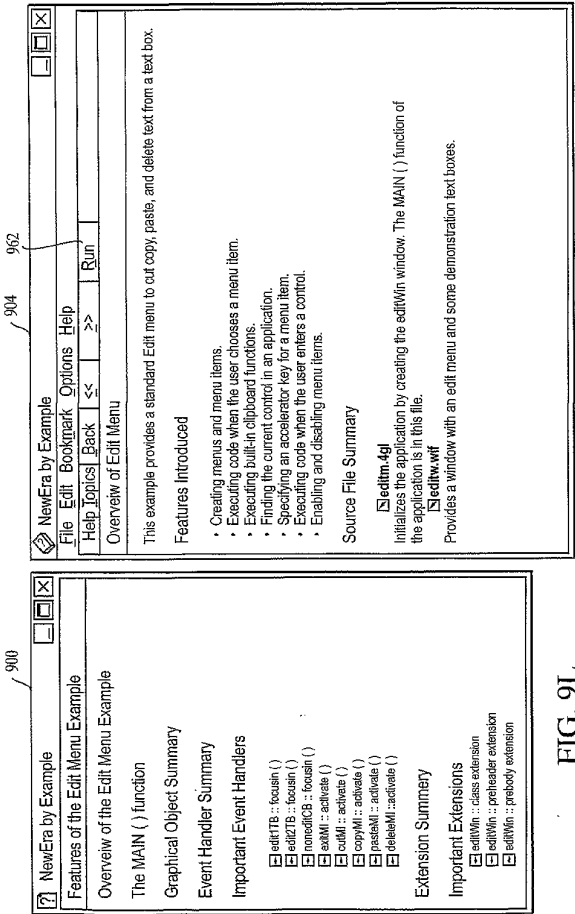 900
? NewEra by Example
Features of the Edit Menu Example
Overveiw of the Edit Menu Example
The MAIN ( ) function
Graphical Object Summary
Event Handler Summary
Important Event Handlers
edit1TB :: focusin ( )
edit2TB :: focusin ( )
noneditCB :: focusin ( )
exitMI :: activate ( )
cutMI :: activate ( )
copyMI :: activate ( )
pasteMI :: activate ( )
deleteMI ::activate ( )
Extension Summary
Important Extensions
editWin :: class extension
editWin :: preheader extension
editWin :: prebody extension
904
962
? NewEra by Example
File Edit Bookmark Options Help
Help Topics Back << >> Run
Overveiw of Edit Menu
This example provides a standard Edit menu to cut copy, paste, and delete text from a text box.
Features Introduced
• Creating menus and menu items.
• Executing code when the user chooses a menu item.
• Executing built-in clipboard functions.
• Finding the current control in an application.
• Specifying an accelerator key for a menu item.
• Executing code when the user enters a control.
• Enabling and disabling menu items.
Source File Summary
editm.4gl
Initializes the application by creating the editWin window. The MAIN ( ) function of
the application is in this file.
editw.wif
Provides a window with an edit menu and some demonstration text boxes.
FIG. 9L